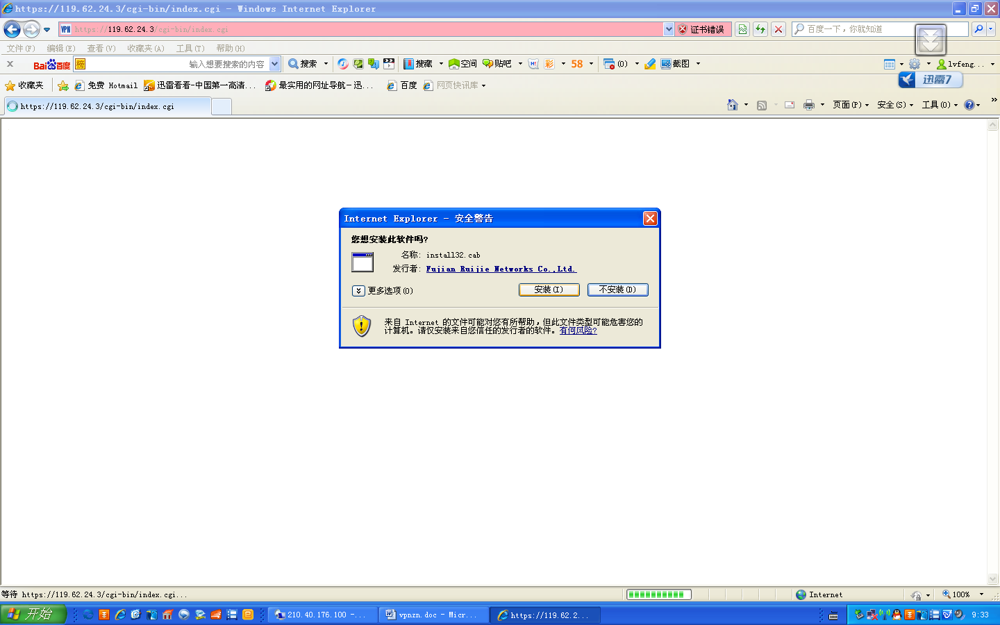 https://119.62.24.3/cgi-bin/index.cgi - Windows Internet Explorer
VPN https://119.62.24.3/cgi-bin/index.cgi 证书错误 百度一下，你就知道
文件(F) 编辑(E) 查看(V) 收藏夹(A) 工具(T) 帮助(H)
x Bai百度 榜 输入想要搜索的内容 搜索 搜藏 空间 贴吧 H! 彩 58 (0) 截图 lvfeng...
迅雷7
收藏夹 免费 Hotmail 迅雷看看-中国第一高清... 最实用的网址导航－迅... 百度 网页快讯库
https://119.62.24.3/cgi-bin/index.cgi 页面(P) 安全(S) 工具(O) »
Internet Explorer - 安全警告
您想安装此软件吗?
名称: install32.cab
发行者: Fujian Ruijie Networks Co.,Ltd.
更多选项(O) 安装(I) 不安装(D)
来自 Internet 的文件可能对您有所帮助，但此文件类型可能危害您的
计算机。请仅安装来自您信任的发行者的软件。有何风险?
等待 https://119.62.24.3/cgi-bin/index.cgi... Internet 100%
开始 210.40.176.100 -... vpnzn.doc - Micr... https://119.62.2... 9:33